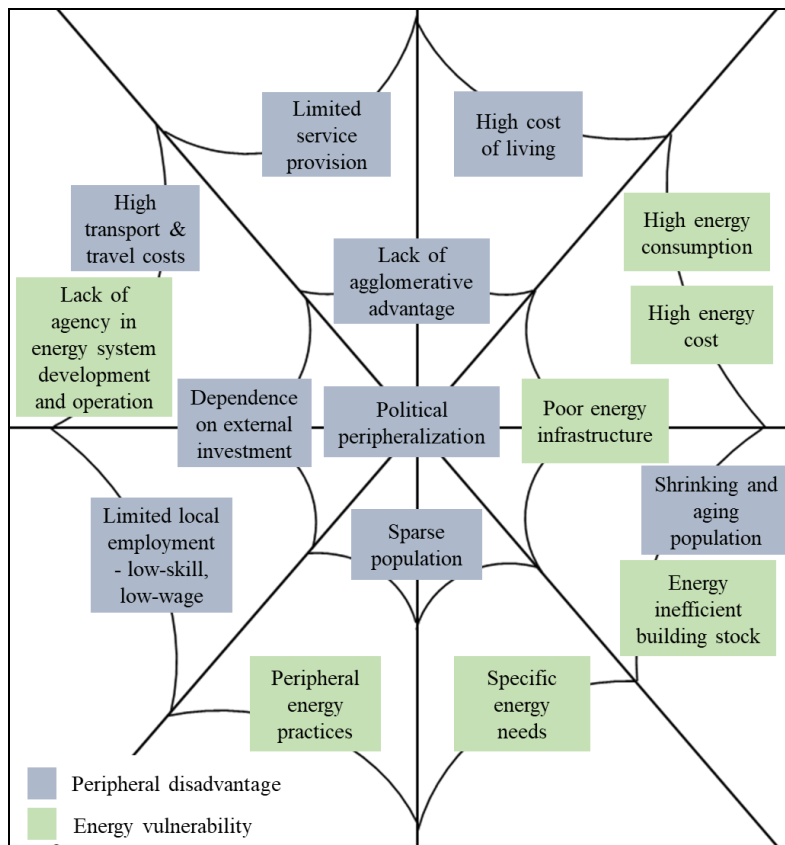 Limited
service
provision
High cost
of living
High
transport &
travel costs
High energy
consumption
Lack of
agglomerative
advantage
Lack of
agency in
energy system
development
and operation
High energy
cost
Dependence
on external
investment
Political
peripheralization
Poor energy
infrastructure
Limited local
employment
- low-skill,
low-wage
Sparse
population
Shrinking and
aging
population
Energy
inefficient
building stock
Peripheral
energy
practices
Specific
energy
needs
Peripheral disadvantage
Energy vulnerability